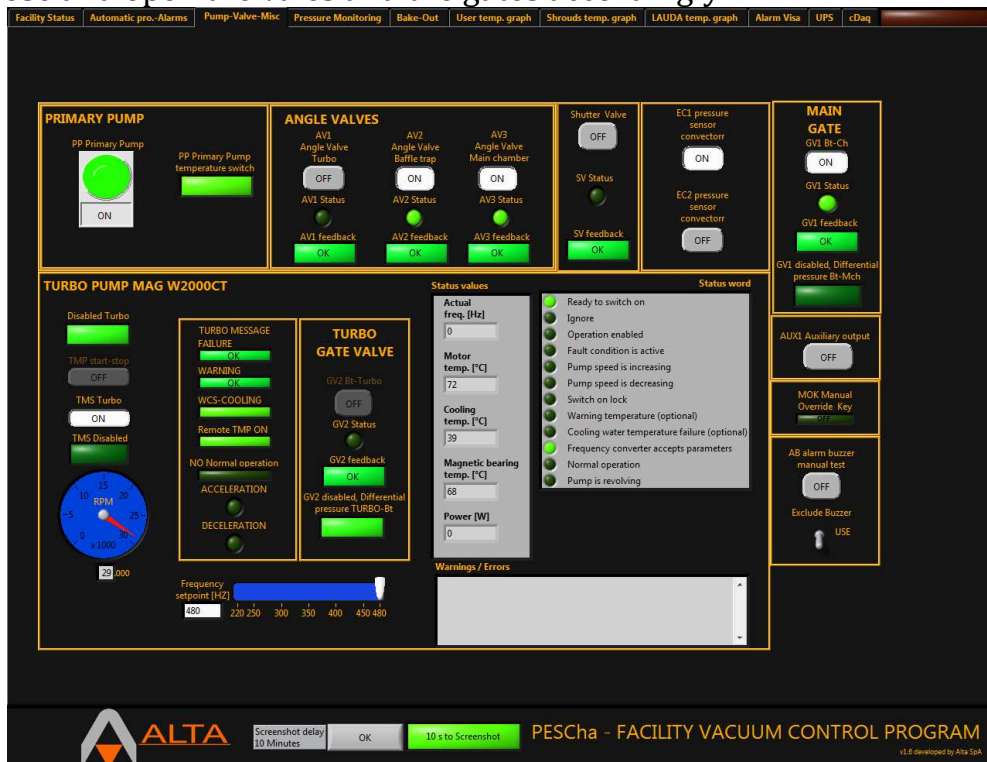 Facility Status Automatic pro.-Alarms Pump-Valve-Misc Pressure Monitoring Bake-Out User temp. graph Shrouds temp. graph LAUDA temp. graph Alarm Visa UPS cDaq
PRIMARY PUMP
PP Primary Pump
ON
PP Primary Pump
temperature switch
ANGLE VALVES
AV1
Angle Valve
Turbo
OFF
AV1 Status
AV1 feedback
OK
AV2
Angle Valve
Baffle trap
ON
AV2 Status
AV2 feedback
OK
AV3
Angle Valve
Main chamber
ON
AV3 Status
AV3 feedback
OK
Shutter Valve
OFF
SV Status
SV feedback
OK
EC1 pressure
sensor
convectorr
ON
EC2 pressure
sensor
convectorr
OFF
MAIN
GATE
GV1 Bt-Ch
ON
GV1 Status
GV1 feedback
OK
GV1 disabled, Differential
pressure Bt-Mch
TURBO PUMP MAG W2000CT
Disabled Turbo
TMP start-stop
OFF
TMS Turbo
ON
TMS Disabled
0 5 10 15 20 25 30
RPM
x 1000
29 .000
TURBO MESSAGE
FAILURE
OK
WARNING
OK
WCS-COOLING
Remote TMP ON
NO Normal operation
ACCELERATION
DECELERATION
TURBO
GATE VALVE
GV2 Bt-Turbo
OFF
GV2 Status
GV2 feedback
OK
GV2 disabled, Differential
pressure TURBO-Bt
Frequency
setpoint [HZ]
480
220 250 300 350 400 450 480
Status values
Actual
freq. [Hz]
0
Motor
temp. [°C]
72
Cooling
temp. [°C]
39
Magnetic bearing
temp. [°C]
68
Power [W]
0
Status word
Ready to switch on
Ignore
Operation enabled
Fault condition is active
Pump speed is increasing
Pump speed is decreasing
Switch on lock
Warning temperature (optional)
Cooling water temperature failure (optional)
Frequency converter accepts parameters
Normal operation
Pump is revolving
Warnings / Errors
AUX1 Auxiliary output
OFF
MOK Manual
Override Key
OFF
AB alarm buzzer
manual test
OFF
Exclude Buzzer
USE
ALTA
Screenshot delay
10 Minutes
OK
10 s to Screenshot
PESCha - FACILITY VACUUM CONTROL PROGRAM
v1.6 developed by Alta SpA